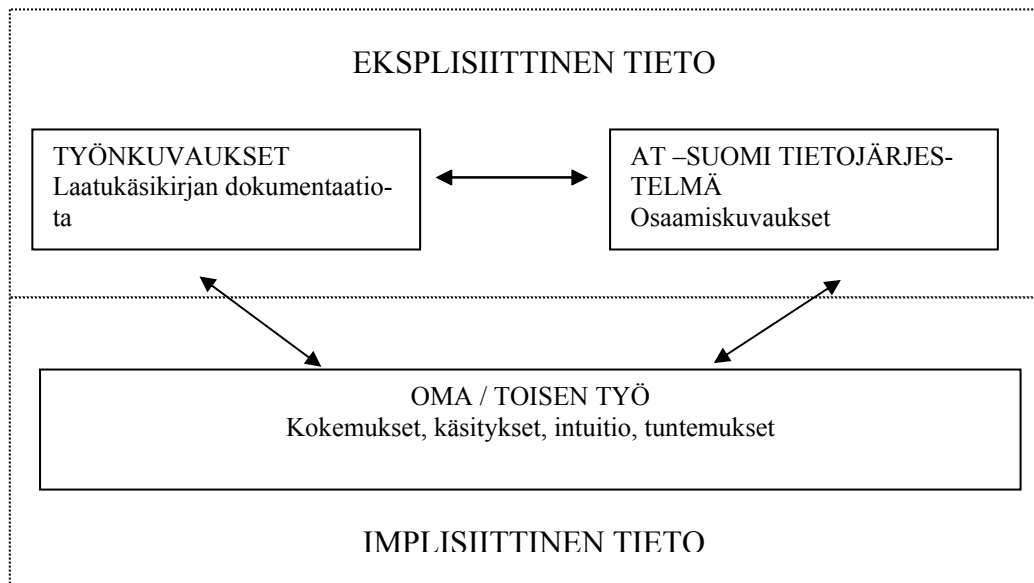 EKSPLISIITTINEN TIETO
TYÖNKUVAUKSET
Laatukäsikirjan dokumentaatio-
ta
AT –SUOMI TIETOJÄRJES-
TELMÄ
Osaamiskuvaukset
OMA / TOISEN TYÖ
Kokemukset, käsitykset, intuitio, tuntemukset
IMPLISIITTINEN TIETO